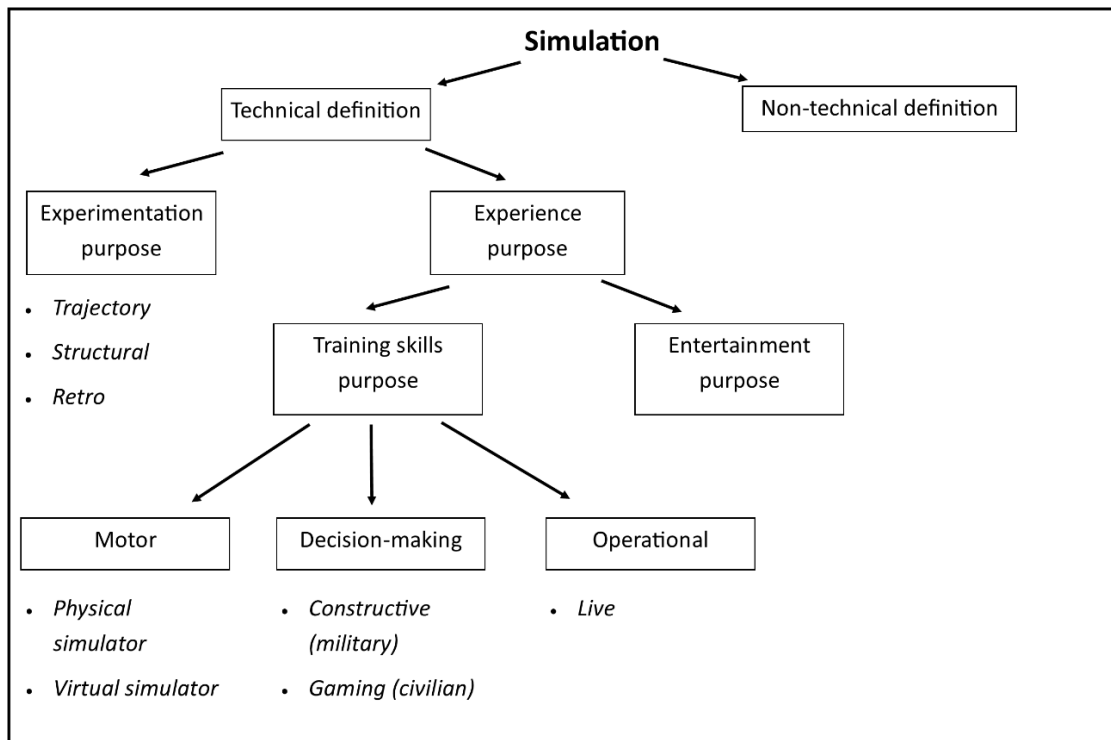 Simulation
Technical definition
Non-technical definition
Experimentation
purpose
Experience
purpose
• Trajectory
• Structural
• Retro
Training skills
purpose
Entertainment
purpose
Motor
Decision-making
Operational
• Physical
simulator
• Virtual simulator
• Constructive
(military)
• Gaming (civilian)
• Live